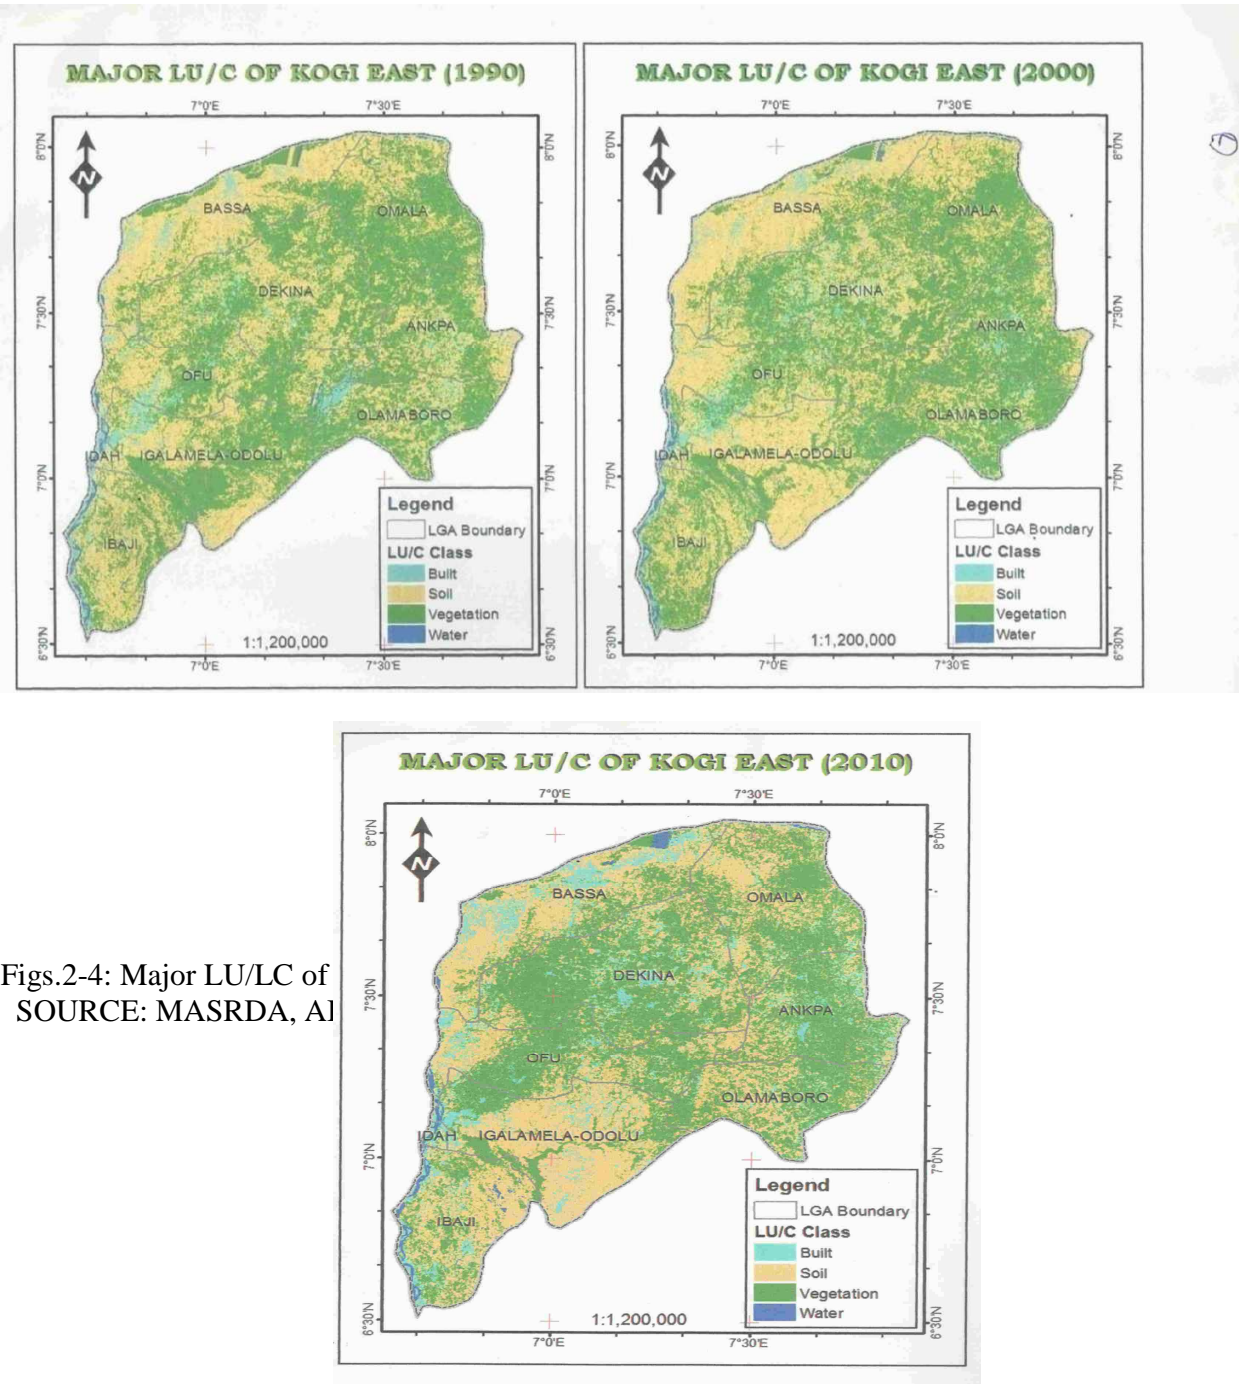 MAJOR LU/C OF KOGI EAST (1990)
7°0'E 7°30'E
8°0'N 8°0'N
N
BASSA
OMALA
DEKINA
7°30'N 7°30'N
ANKPA
OFU
OLAMABORO
IDAH IGALAMELA-ODOLU
7°0'N 7°0'N
IBAJI
Legend
LGA Boundary
LU/C Class
Built
Soil
Vegetation
Water
1:1,200,000
6°30'N 6°30'N
7°0'E 7°30'E
MAJOR LU/C OF KOGI EAST (2000)
7°0'E 7°30'E
8°0'N 8°0'N
N
BASSA
OMALA
DEKINA
7°30'N 7°30'N
ANKPA
OFU
OLAMABORO
IDAH IGALAMELA-ODOLU
7°0'N 7°0'N
IBAJI
Legend
LGA Boundary
LU/C Class
Built
Soil
Vegetation
Water
1:1,200,000
6°30'N 6°30'N
7°0'E 7°30'E
MAJOR LU/C OF KOGI EAST (2010)
7°0'E 7°30'E
8°0'N 8°0'N
N
BASSA
OMALA
DEKINA
7°30'N 7°30'N
ANKPA
OFU
OLAMABORO
IDAH IGALAMELA-ODOLU
7°0'N 7°0'N
IBAJI
Legend
LGA Boundary
LU/C Class
Built
Soil
Vegetation
Water
1:1,200,000
6°30'N 6°30'N
7°0'E 7°30'E
Figs.2-4: Major LU/LC of
SOURCE: MASRDA,